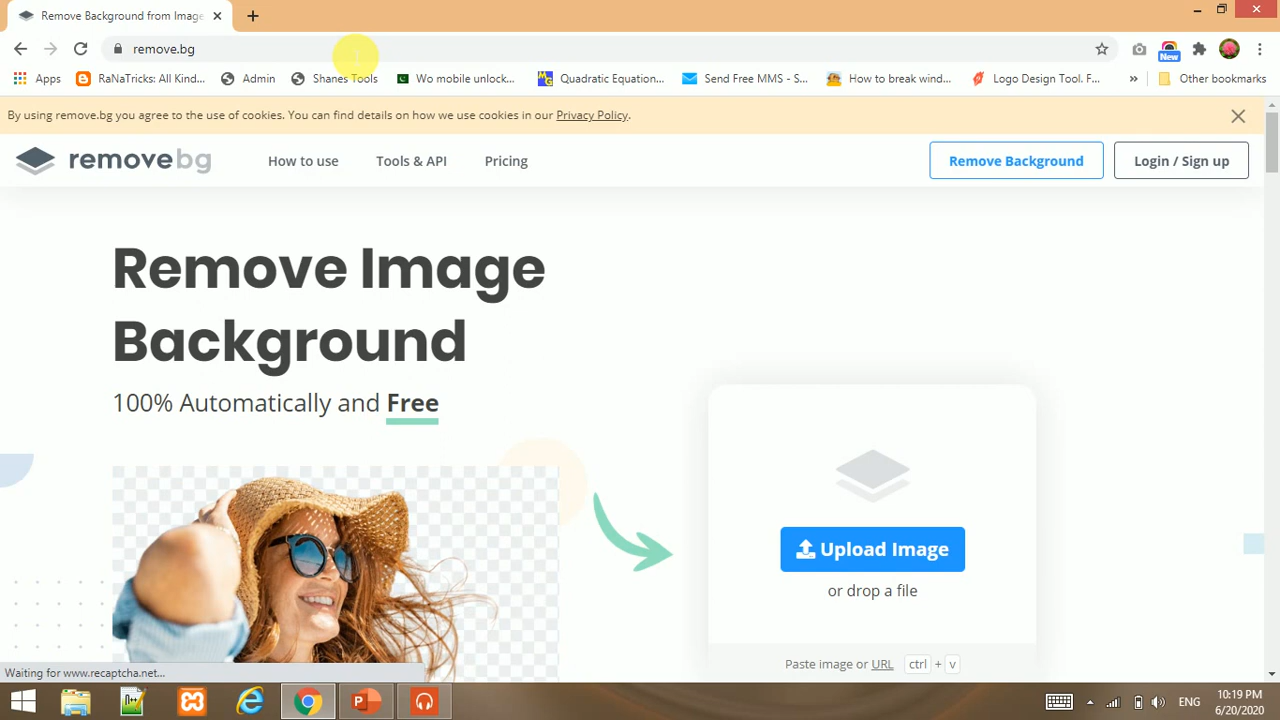 Remove Background from Image
remove.bg
New
Apps
RaNaTricks: All Kind...
Admin
Shanes Tools
Wo mobile unlock...
Quadratic Equation...
Send Free MMS - S...
How to break wind...
Logo Design Tool. F...
»
Other bookmarks
By using remove.bg you agree to the use of cookies. You can find details on how we use cookies in our Privacy Policy.
removebg
How to use
Tools & API
Pricing
Remove Background
Login / Sign up
Remove Image
Background
100% Automatically and Free
Upload Image
or drop a file
Paste image or URL ctrl + v
Waiting for www.recaptcha.net...
ENG
10:19 PM
6/20/2020